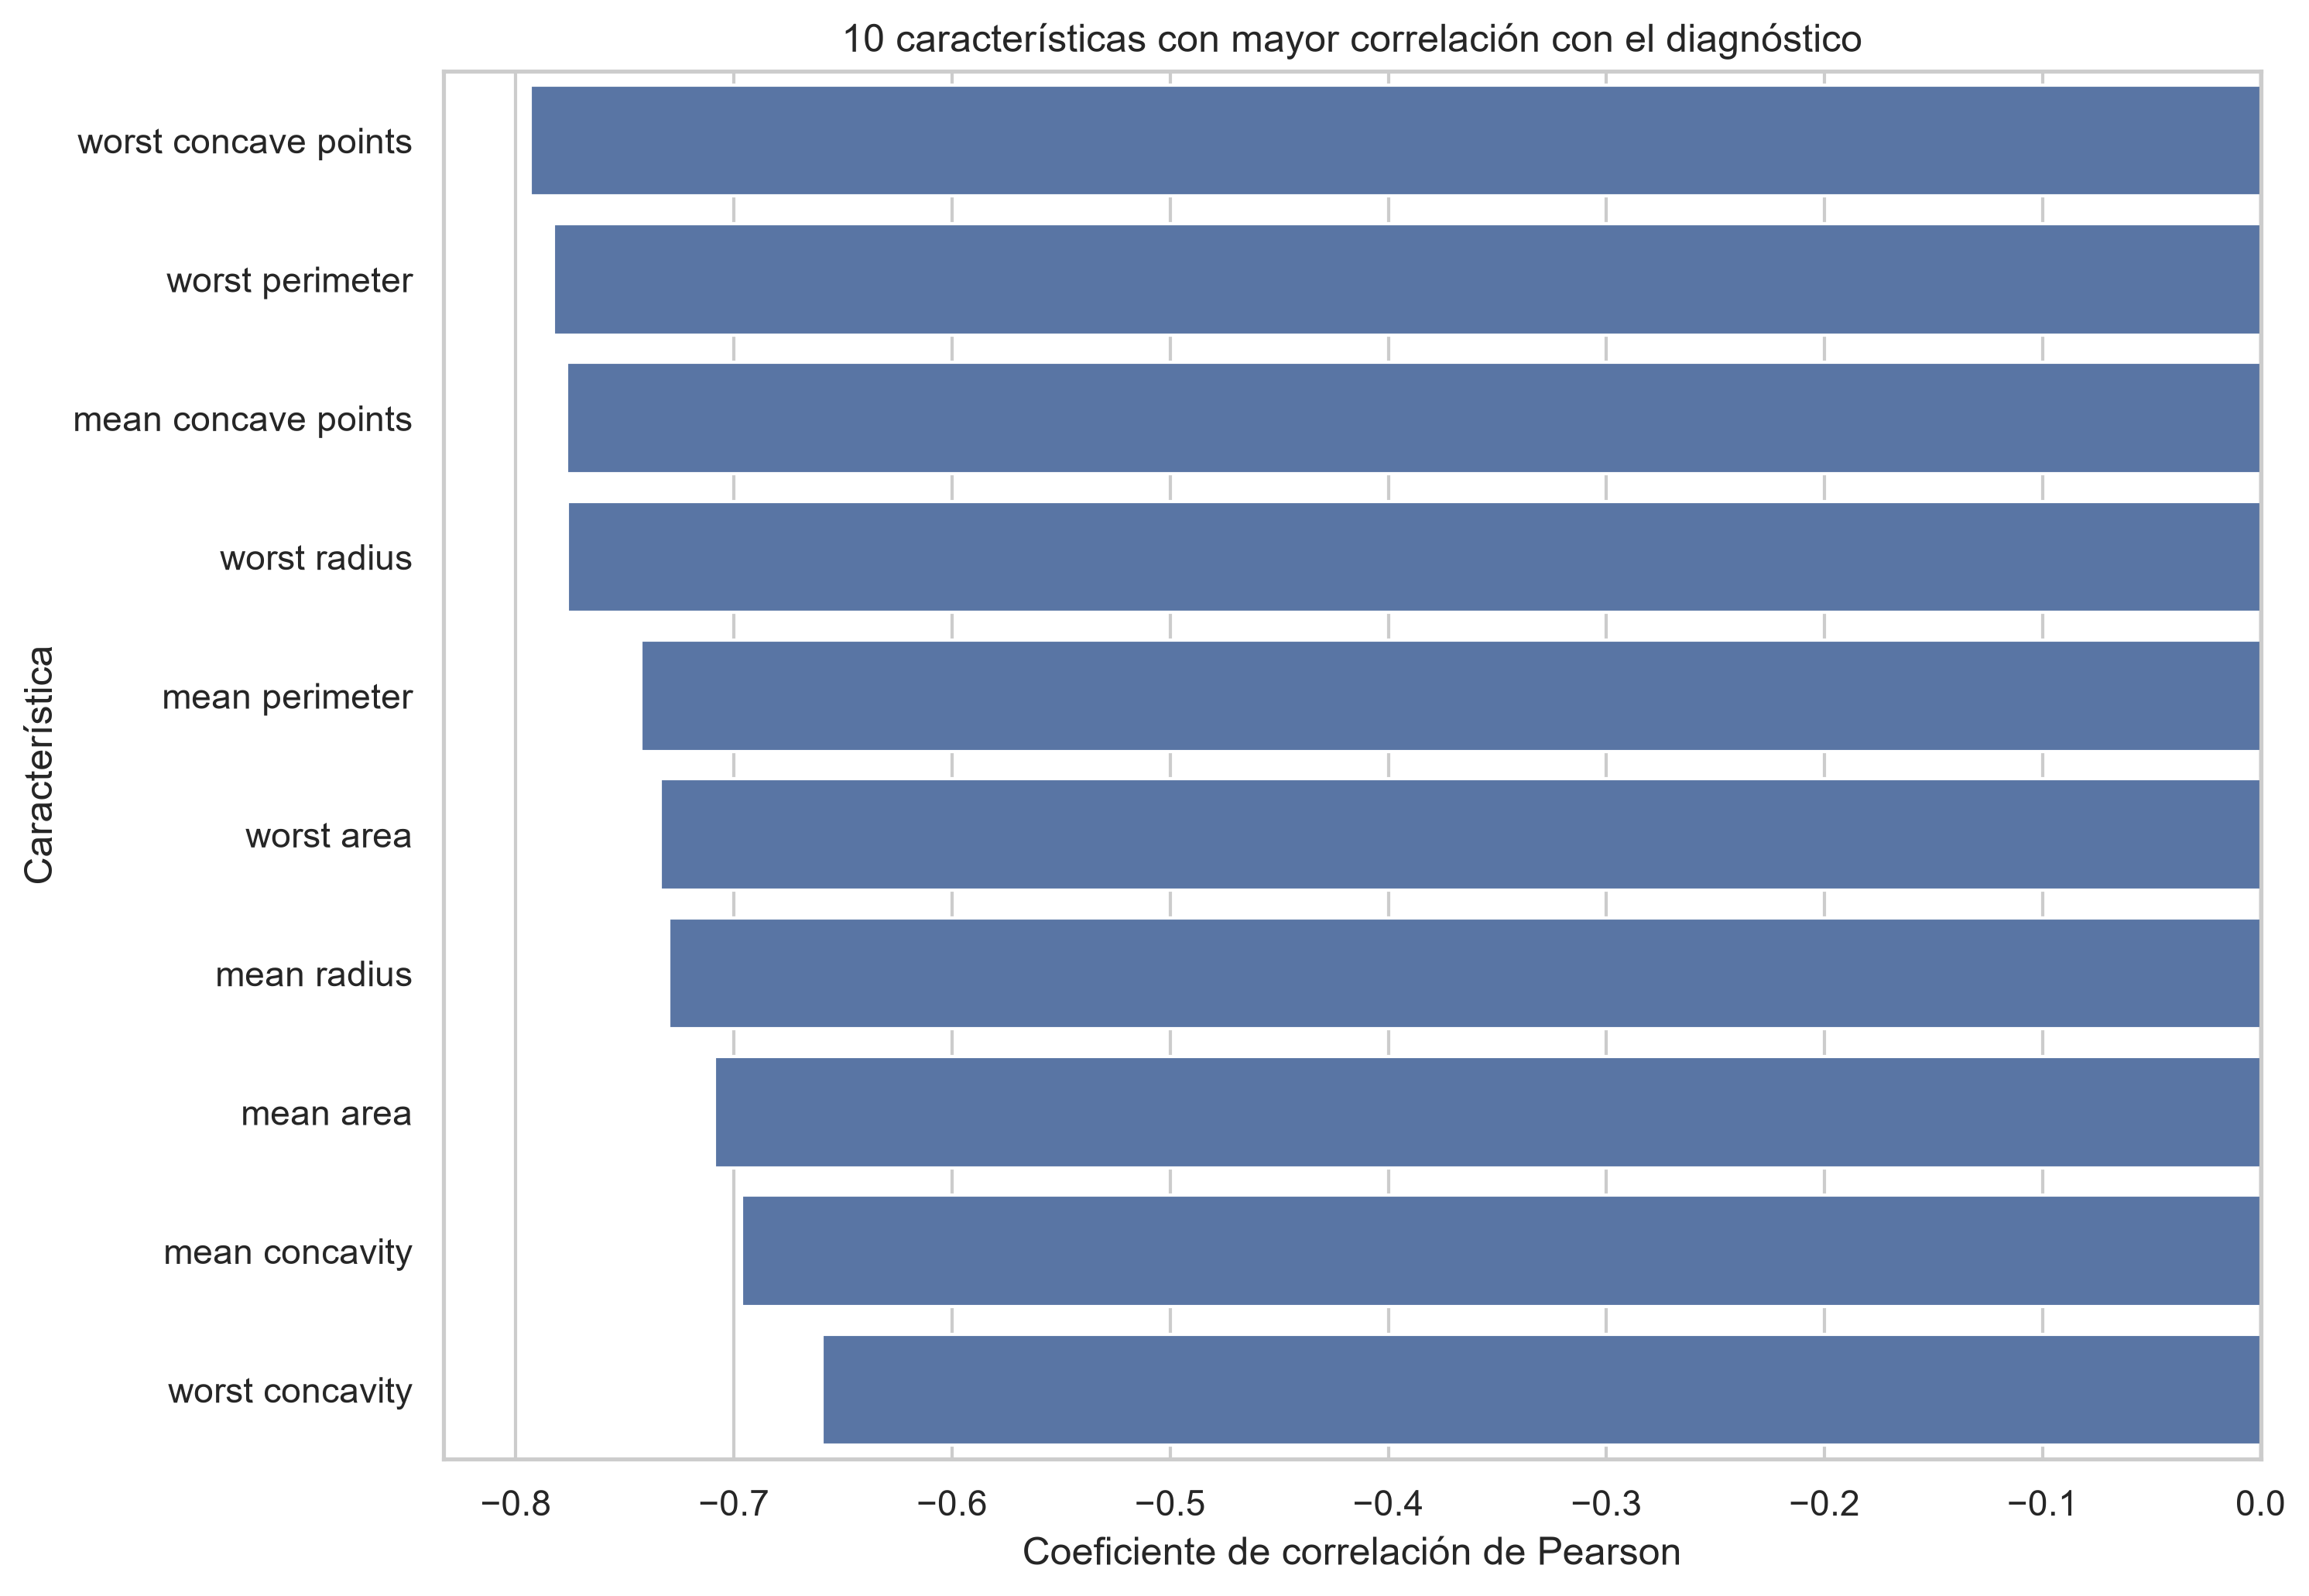 10 características con mayor correlación con el diagnóstico
worst concave points
worst perimeter
mean concave points
worst radius
mean perimeter
worst area
mean radius
mean area
mean concavity
worst concavity
Característica
−0.8 −0.7 −0.6 −0.5 −0.4 −0.3 −0.2 −0.1 0.0
Coeficiente de correlación de Pearson